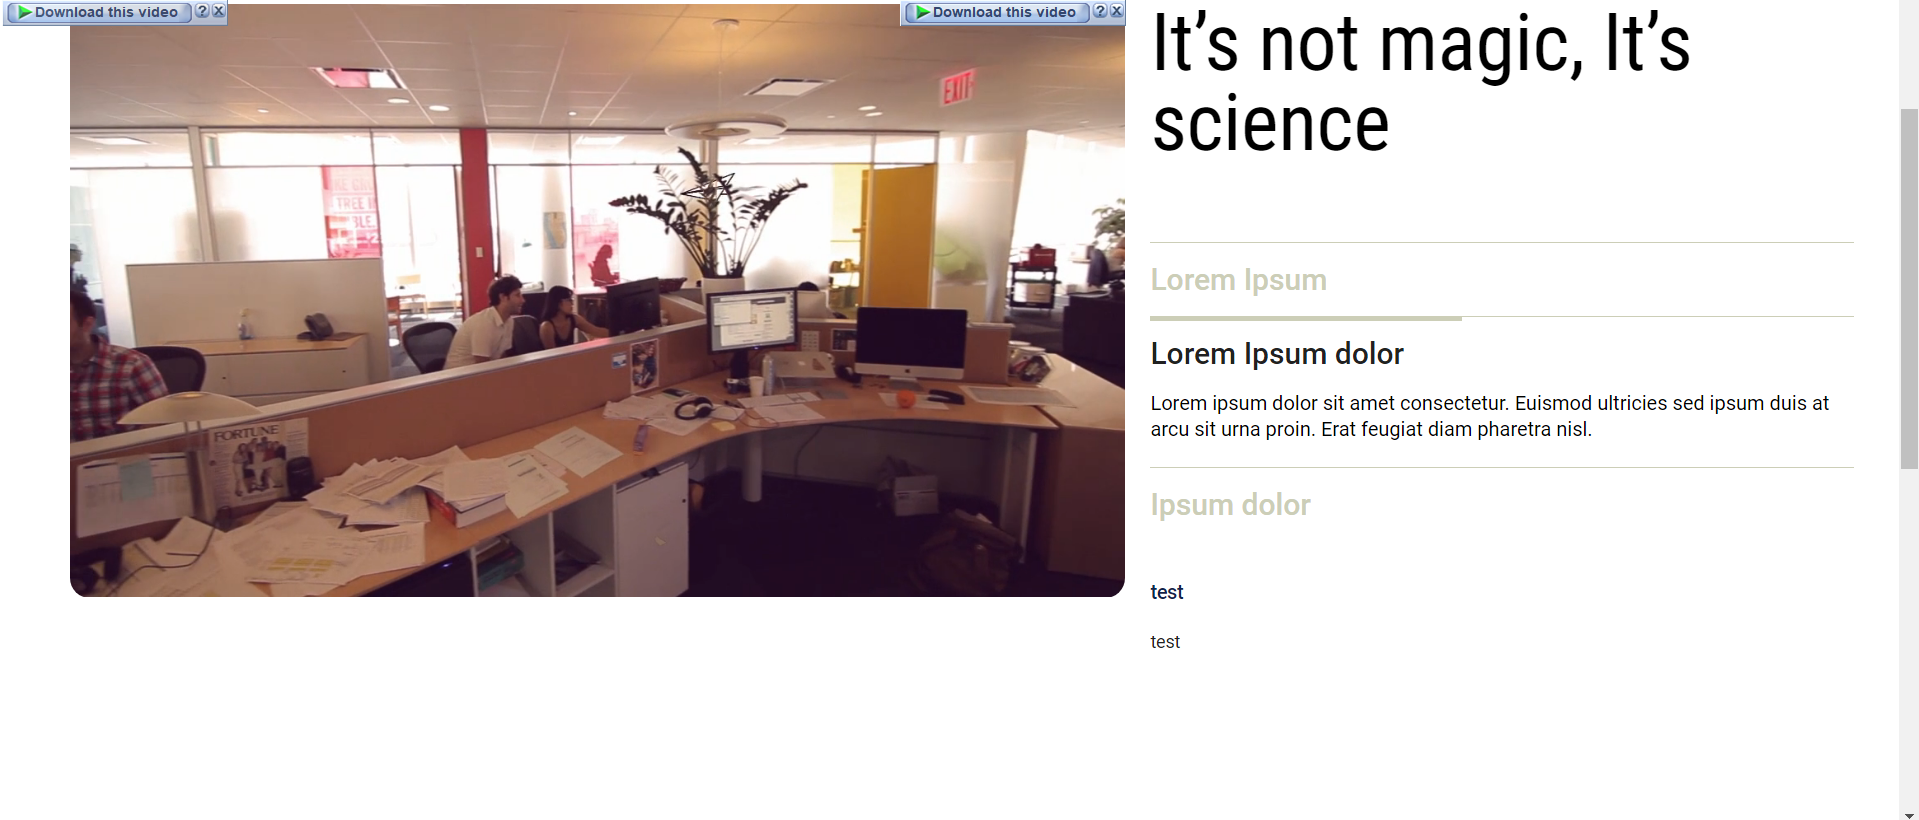 Download this video
Download this video
It’s not magic, It’s
science
EXIT
TREE
BLE.
FORTUNE
Lorem Ipsum
Lorem Ipsum dolor
Lorem ipsum dolor sit amet consectetur. Euismod ultricies sed ipsum duis at
arcu sit urna proin. Erat feugiat diam pharetra nisl.
Ipsum dolor
test
test